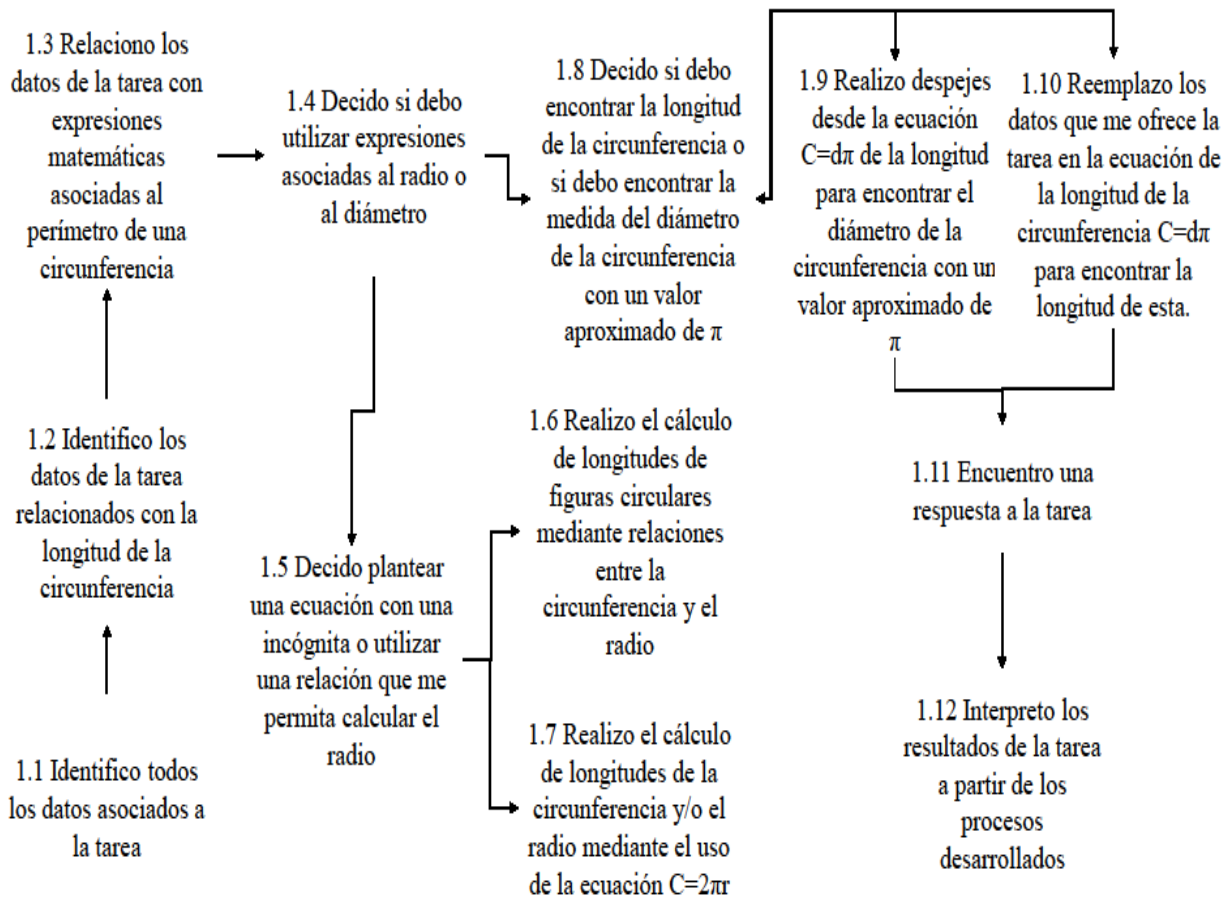 1.3 Relaciono los
datos de la tarea con
expresiones
matemáticas
asociadas al
perímetro de una
circunferencia
1.4 Decido si debo
utilizar expresiones
asociadas al radio o
al diámetro
1.8 Decido si debo
encontrar la longitud
de la circunferencia o
si debo encontrar la
medida del diámetro
de la circunferencia
con un valor
aproximado de π
1.9 Realizo despejes
desde la ecuación
C=dπ de la longitud
para encontrar el
diámetro de la
circunferencia con un
valor aproximado de
π
1.10 Reemplazo los
datos que me ofrece la
tarea en la ecuación de
la longitud de la
circunferencia C=dπ
para encontrar la
longitud de esta.
1.2 Identifico los
datos de la tarea
relacionados con la
longitud de la
circunferencia
1.5 Decido plantear
una ecuación con una
incógnita o utilizar
una relación que me
permita calcular el
radio
1.6 Realizo el cálculo
de longitudes de
figuras circulares
mediante relaciones
entre la
circunferencia y el
radio
1.11 Encuentro una
respuesta a la tarea
1.1 Identifico todos
los datos asociados a
la tarea
1.7 Realizo el cálculo
de longitudes de la
circunferencia y/o el
radio mediante el uso
de la ecuación C=2πr
1.12 Interpreto los
resultados de la tarea
a partir de los
procesos
desarrollados